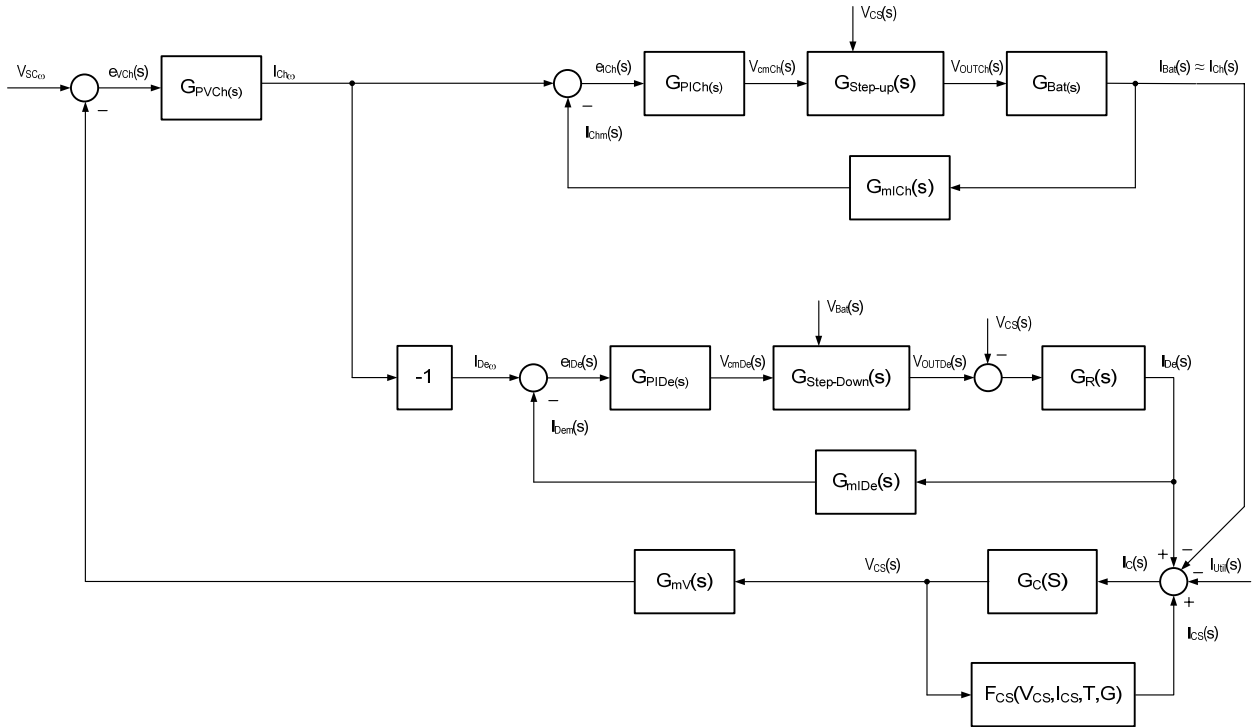 V_CS(s)
V_SCω
e_VCh(s)
G_PVCh(s)
I_Chω
e_ICh(s)
G_PICh(s)
V_cmCh(s)
G_Step-up(s)
V_OUTCh(s)
G_Bat(s)
I_Bat(s) ≈ I_Ch(s)
−
−
I_Chm(s)
G_mICh(s)
V_Bat(s)
V_CS(s)
−
-1
I_Deω
e_IDe(s)
G_PIDe(s)
V_cmDe(s)
G_Step-Down(s)
V_OUTDe(s)
G_R(s)
I_De(s)
−
I_Dem(s)
G_mIDe(s)
+
−
G_mV(s)
V_CS(s)
G_C(S)
I_C(s)
−
I_Util(s)
+
I_CS(s)
F_CS(V_CS,I_CS,T,G)